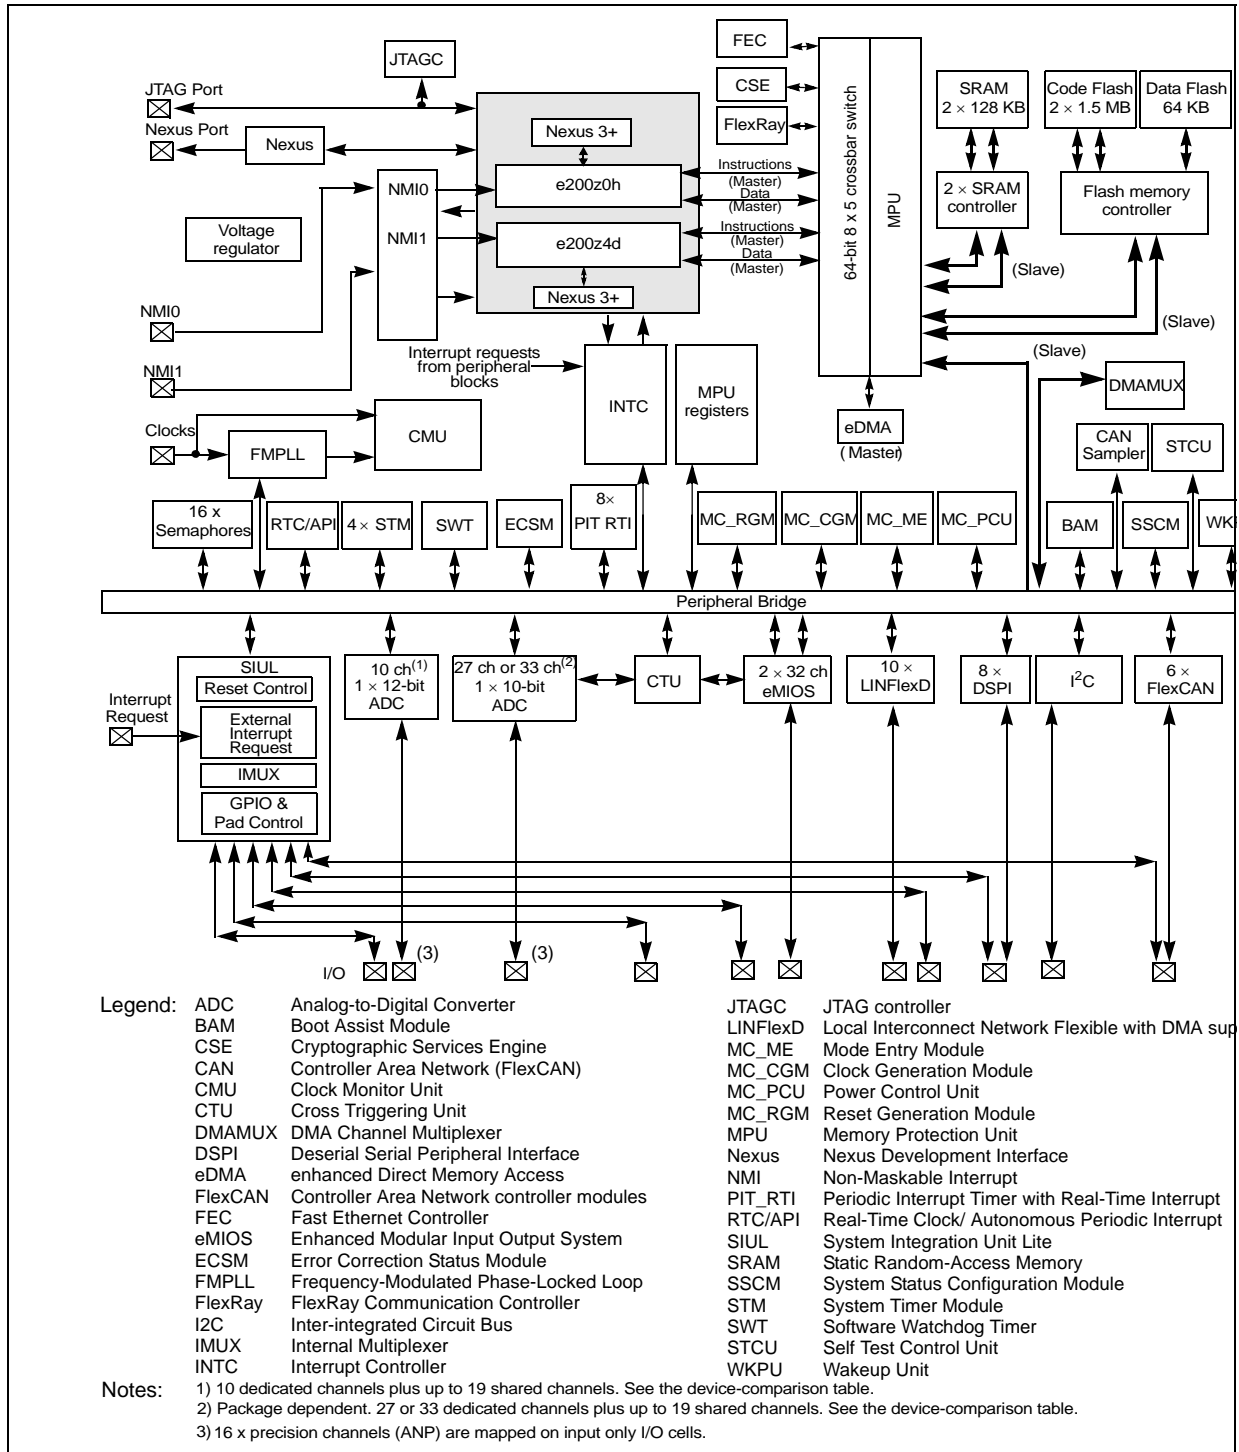 JTAGC
JTAG Port
Nexus Port
Nexus
Nexus 3+
e200z0h
e200z4d
Nexus 3+
NMI0
NMI1
Voltage
regulator
NMI0
NMI1
Clocks
FMPLL
CMU
Interrupt requests
from peripheral
blocks
INTC
MPU
registers
FEC
CSE
FlexRay
Instructions
(Master)
Data
(Master)
Instructions
(Master)
Data
(Master)
64-bit 8 x 5 crossbar switch
MPU
SRAM
2 × 128 KB
Code Flash
2 × 1.5 MB
Data Flash
64 KB
2 × SRAM
controller
Flash memory
controller
(Slave)
(Slave)
(Slave)
eDMA
(Master)
DMAMUX
CAN
Sampler
STCU
16 x
Semaphores
RTC/API
4 × STM
SWT
ECSM
8×
PIT RTI
MC_RGM
MC_CGM
MC_ME
MC_PCU
BAM
SSCM
WK
Peripheral Bridge
SIUL
Reset Control
External
Interrupt
Request
IMUX
GPIO &
Pad Control
Interrupt
Request
10 ch(1)
1 × 12-bit
ADC
27 ch or 33 ch(2)
1 × 10-bit
ADC
CTU
2 × 32 ch
eMIOS
10 ×
LINFlexD
8 ×
DSPI
I2C
6 ×
FlexCAN
I/O
(3)
(3)
Legend:
ADC Analog-to-Digital Converter
BAM Boot Assist Module
CSE Cryptographic Services Engine
CAN Controller Area Network (FlexCAN)
CMU Clock Monitor Unit
CTU Cross Triggering Unit
DMAMUX DMA Channel Multiplexer
DSPI Deserial Serial Peripheral Interface
eDMA enhanced Direct Memory Access
FlexCAN Controller Area Network controller modules
FEC Fast Ethernet Controller
eMIOS Enhanced Modular Input Output System
ECSM Error Correction Status Module
FMPLL Frequency-Modulated Phase-Locked Loop
FlexRay FlexRay Communication Controller
I2C Inter-integrated Circuit Bus
IMUX Internal Multiplexer
INTC Interrupt Controller
JTAGC JTAG controller
LINFlexD Local Interconnect Network Flexible with DMA sup
MC_ME Mode Entry Module
MC_CGM Clock Generation Module
MC_PCU Power Control Unit
MC_RGM Reset Generation Module
MPU Memory Protection Unit
Nexus Nexus Development Interface
NMI Non-Maskable Interrupt
PIT_RTI Periodic Interrupt Timer with Real-Time Interrupt
RTC/API Real-Time Clock/ Autonomous Periodic Interrupt
SIUL System Integration Unit Lite
SRAM Static Random-Access Memory
SSCM System Status Configuration Module
STM System Timer Module
SWT Software Watchdog Timer
STCU Self Test Control Unit
WKPU Wakeup Unit
Notes:
1) 10 dedicated channels plus up to 19 shared channels. See the device-comparison table.
2) Package dependent. 27 or 33 dedicated channels plus up to 19 shared channels. See the device-comparison table.
3) 16 x precision channels (ANP) are mapped on input only I/O cells.